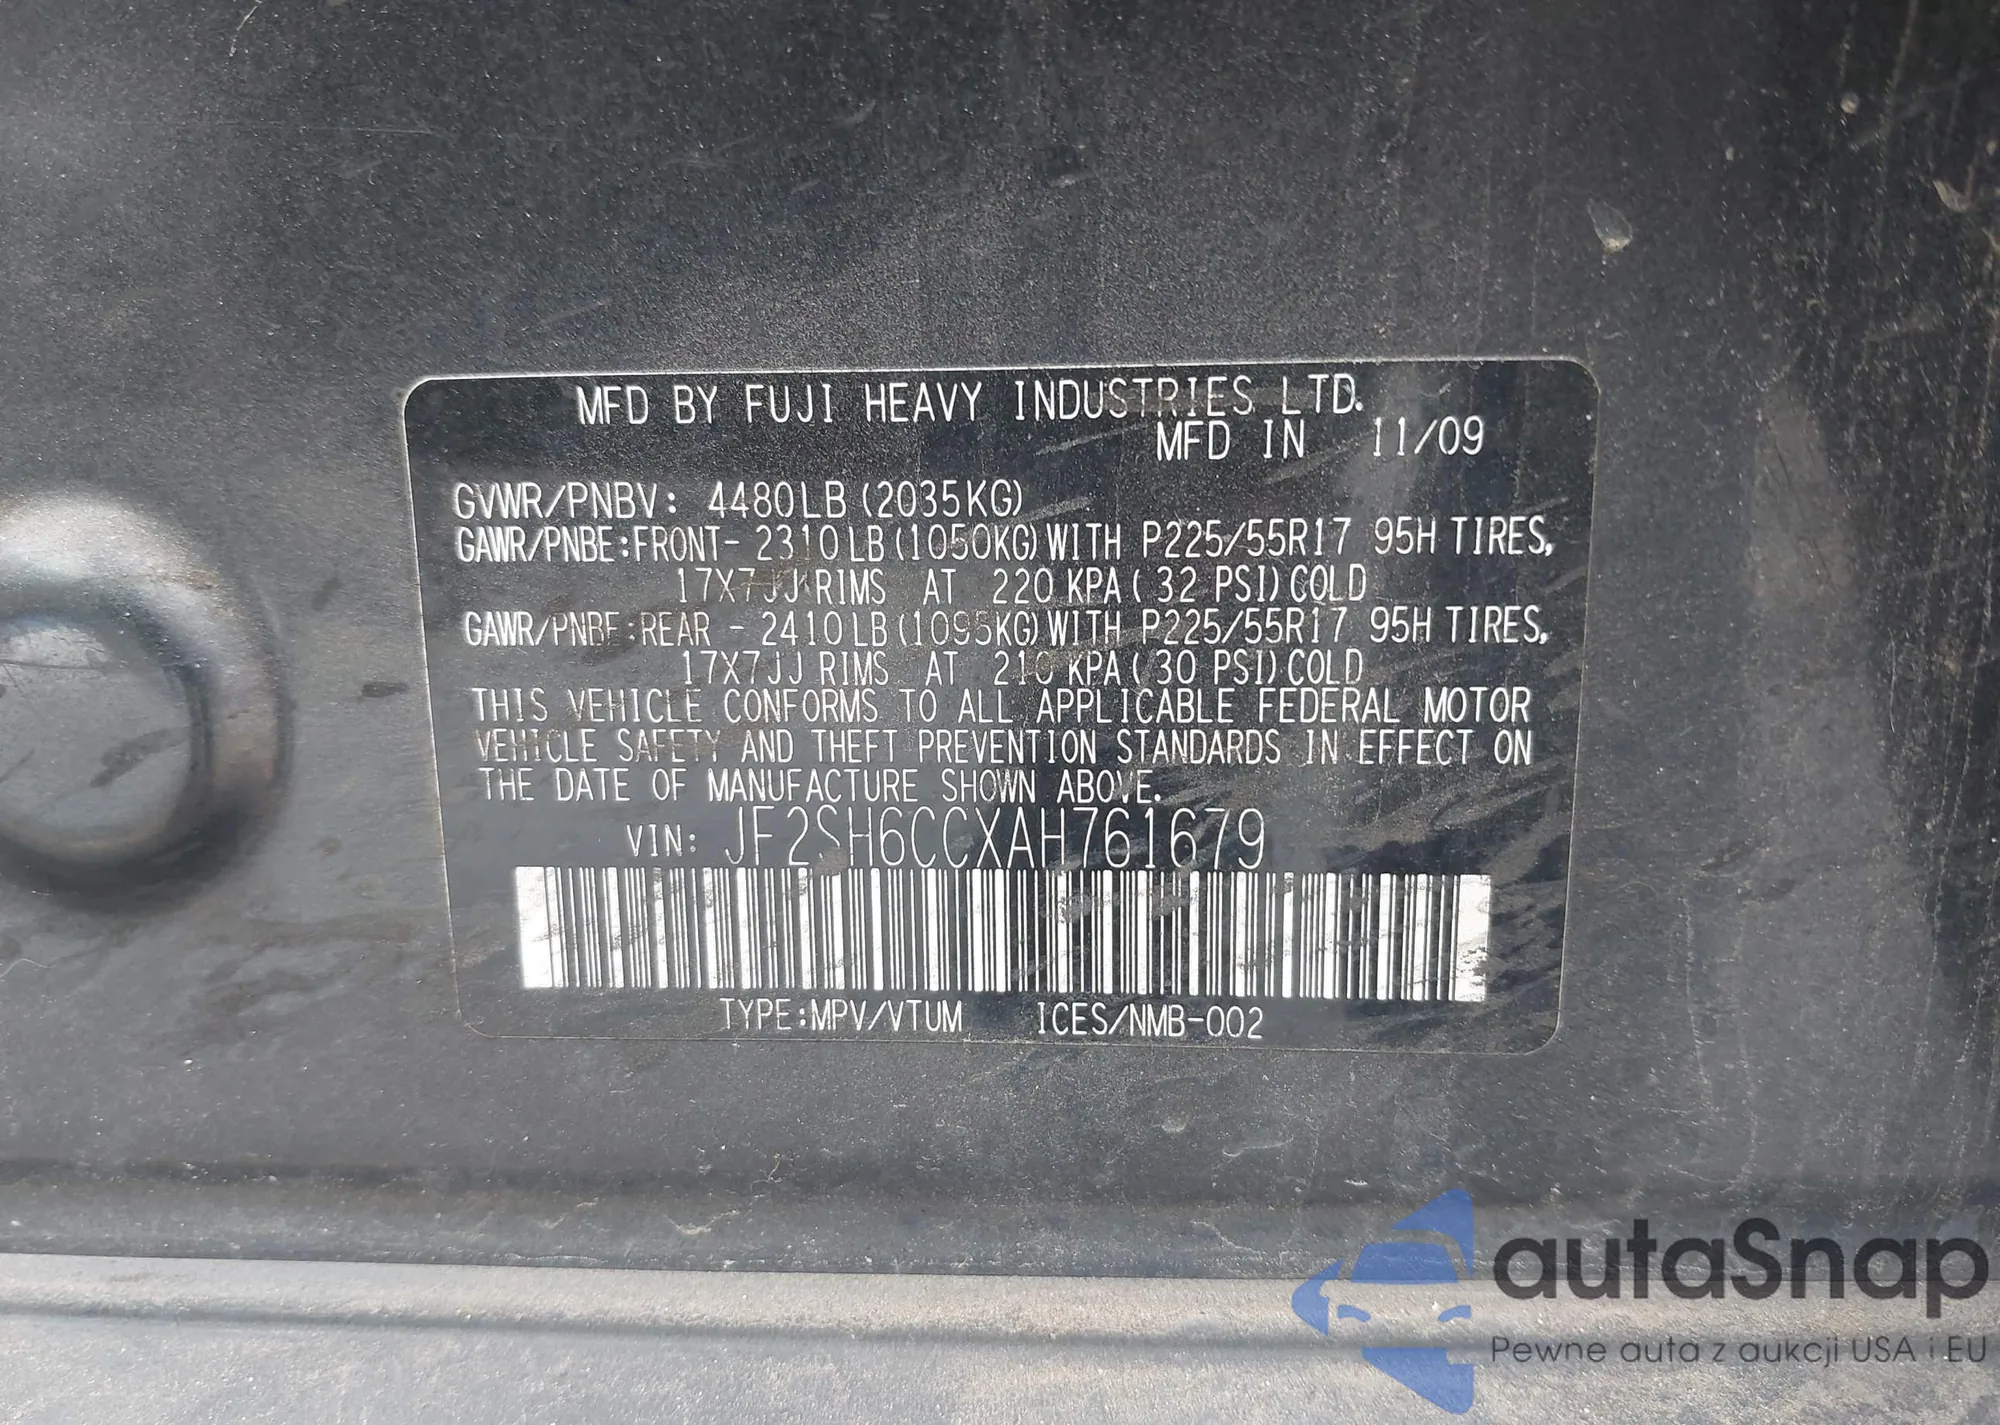 MFD BY FUJI HEAVY INDUSTRIES LTD.
MFD IN 11/09
GVWR/PNBV: 4480LB (2035KG)
GAWR/PNBE:FRONT- 2310LB(1050KG)WITH P225/55R17 95H TIRES,
17X7JJ RIMS AT 220 KPA( 32 PSI)COLD
GAWR/PNBE:REAR - 2410LB(1095KG)WITH P225/55R17 95H TIRES,
17X7JJ RIMS AT 210 KPA( 30 PSI)COLD
THIS VEHICLE CONFORMS TO ALL APPLICABLE FEDERAL MOTOR
VEHICLE SAFETY AND THEFT PREVENTION STANDARDS IN EFFECT ON
THE DATE OF MANUFACTURE SHOWN ABOVE.
VIN: JF2SH6CCXAH761679
TYPE:MPV/VTUM ICES/NMB-002
autaSnap
Pewne auta z aukcji USA i EU